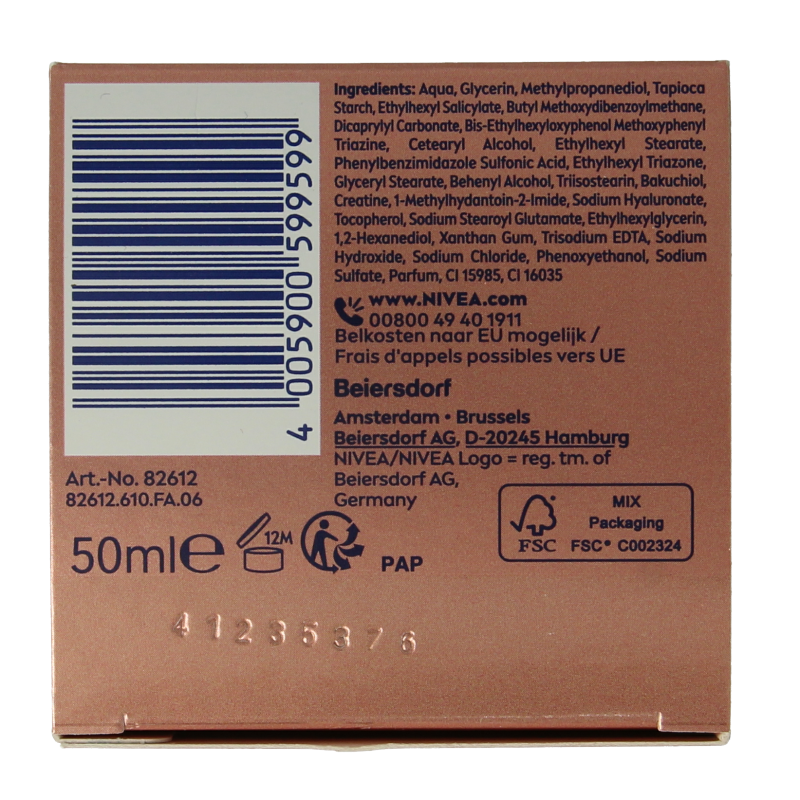 Ingredients: Aqua, Glycerin, Methylpropanediol, Tapioca
Starch, Ethylhexyl Salicylate, Butyl Methoxydibenzoylmethane,
Dicaprylyl Carbonate, Bis-Ethylhexyloxyphenol Methoxyphenyl
Triazine, Cetearyl Alcohol, Ethylhexyl Stearate,
Phenylbenzimidazole Sulfonic Acid, Ethylhexyl Triazone,
Glyceryl Stearate, Behenyl Alcohol, Triisostearin, Bakuchiol,
Creatine, 1-Methylhydantoin-2-Imide, Sodium Hyaluronate,
Tocopherol, Sodium Stearoyl Glutamate, Ethylhexylglycerin,
1,2-Hexanediol, Xanthan Gum, Trisodium EDTA, Sodium
Hydroxide, Sodium Chloride, Phenoxyethanol, Sodium
Sulfate, Parfum, CI 15985, CI 16035
www.NIVEA.com
00800 49 40 1911
Belkosten naar EU mogelijk /
Frais d'appels possibles vers UE
Beiersdorf
Amsterdam • Brussels
Beiersdorf AG, D-20245 Hamburg
NIVEA/NIVEA Logo = reg. tm. of
Beiersdorf AG,
Germany
4 005900 599599
Art.-No. 82612
82612.610.FA.06
50ml e
12M
PAP
FSC
MIX
Packaging
FSC® C002324
41235376